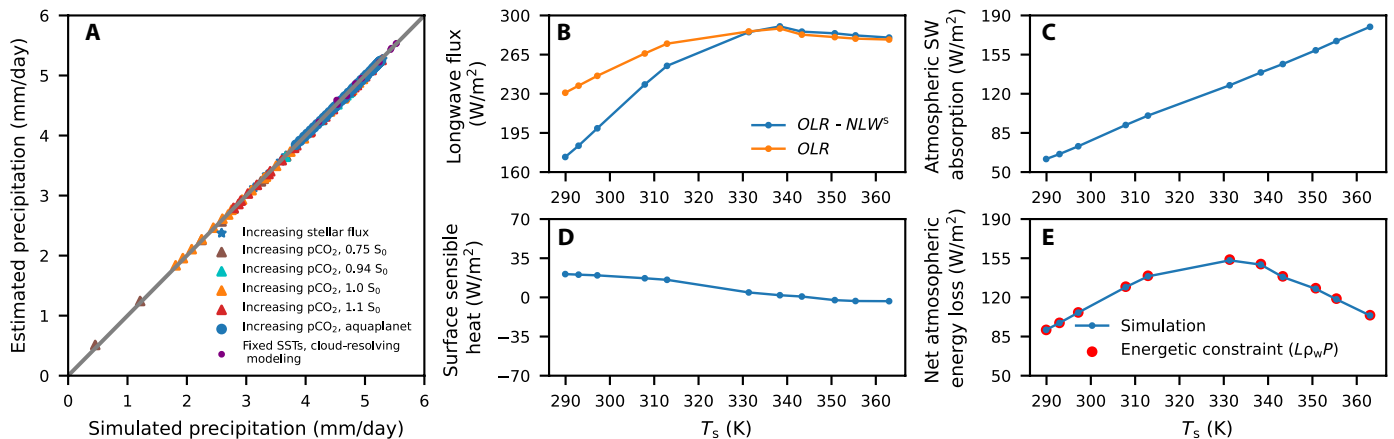 A
Estimated precipitation (mm/day)
6
5
4
3
2
1
0
0 1 2 3 4 5 6
Simulated precipitation (mm/day)
Increasing stellar flux
Increasing pCO₂, 0.75 S₀
Increasing pCO₂, 0.94 S₀
Increasing pCO₂, 1.0 S₀
Increasing pCO₂, 1.1 S₀
Increasing pCO₂, aquaplanet
Fixed SSTs, cloud-resolving
modeling
B
Longwave flux
(W/m²)
300
265
230
195
160
OLR - NLWˢ
OLR
290 300 310 320 330 340 350 360
C
Atmospheric SW
absorption (W/m²)
190
155
120
85
50
290 300 310 320 330 340 350 360
D
Surface sensible
heat (W/m²)
70
35
0
−35
−70
290 300 310 320 330 340 350 360
Tₛ (K)
E
Net atmosopheric
energy loss (W/m²)
190
155
120
85
50
Simulation
Energetic constraint (LρwP)
290 300 310 320 330 340 350 360
Tₛ (K)